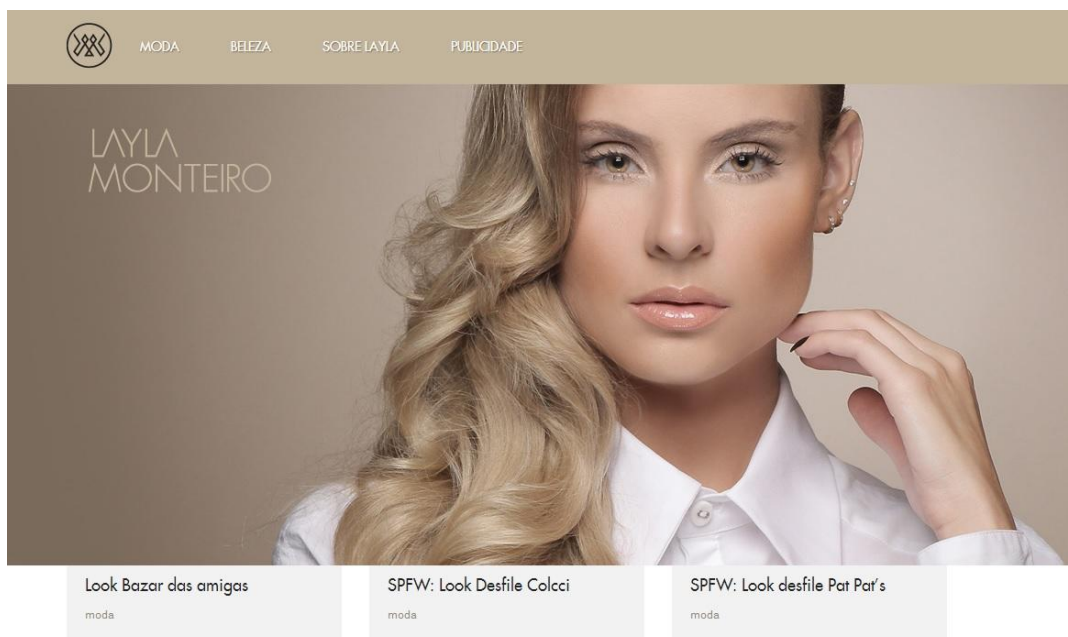 MODA BELEZA SOBRE LAYLA PUBLICIDADE
LAYLA
MONTEIRO
Look Bazar das amigas
moda
SPFW: Look Desfile Colcci
moda
SPFW: Look desfile Pat Pat's
moda